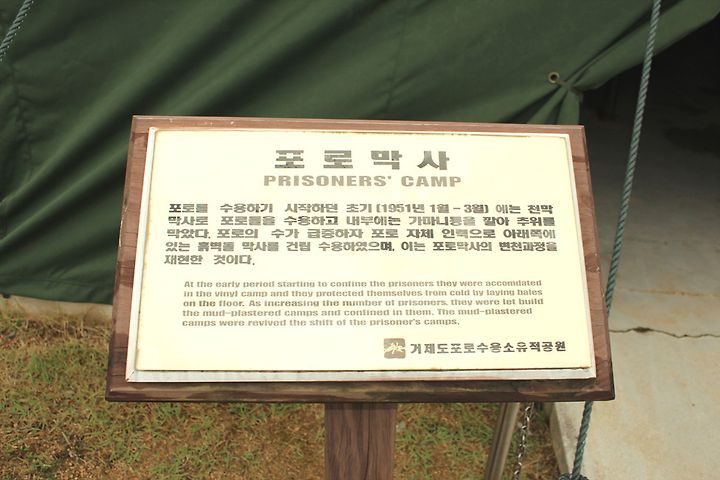 포로막사
PRISONERS' CAMP
포로를 수용하기 시작하던 초기 (1951년 1월 - 3월) 에는 천막
막사로 포로들을 수용하고 내부에는 가마니등을 깔아 추위를
막았다. 포로의 수가 급증하자 포로 자체 인력으로 아래쪽에
있는 흙벽돌 막사를 건립 수용하였으며, 이는 포로막사의 변천과정을
재현한 것이다.
At the early period starting to confine the prisoners they were accomdated
in the vinyl camp and they protected themselves from cold by laying bales
on the floor. As increasing the number of prisoners, they were let build
the mud-plastered camps and confined in them. The mud-plastered
camps were revived the shift of the prisoner's camps.
거제도포로수용소유적공원